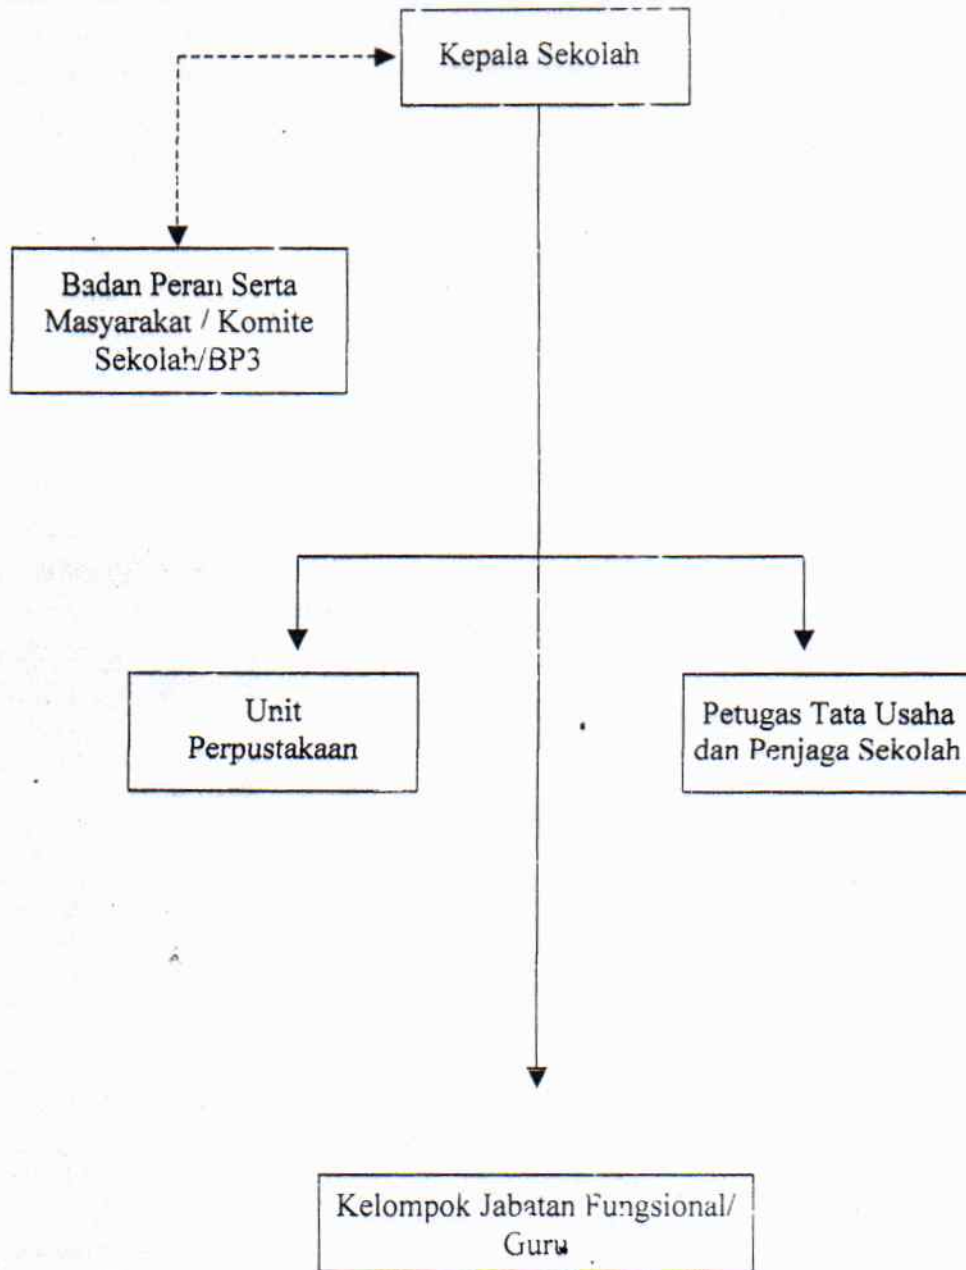 Kepala Sekolah
Badan Peran Serta
Masyarakat / Komite
Sekolah/BP3
Unit
Perpustakaan
Petugas Tata Usaha
dan Penjaga Sekolah
Kelompok Jabatan Fungsional/
Guru